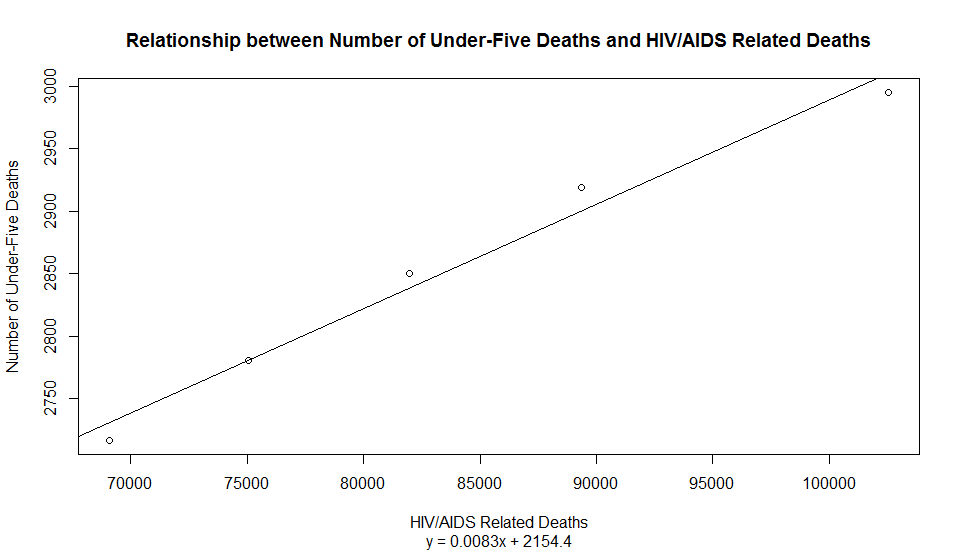 Relationship between Number of Under-Five Deaths and HIV/AIDS Related Deaths
Number of Under-Five Deaths
3000
2950
2900
2850
2800
2750
70000 75000 80000 85000 90000 95000 100000
HIV/AIDS Related Deaths
y = 0.0083x + 2154.4